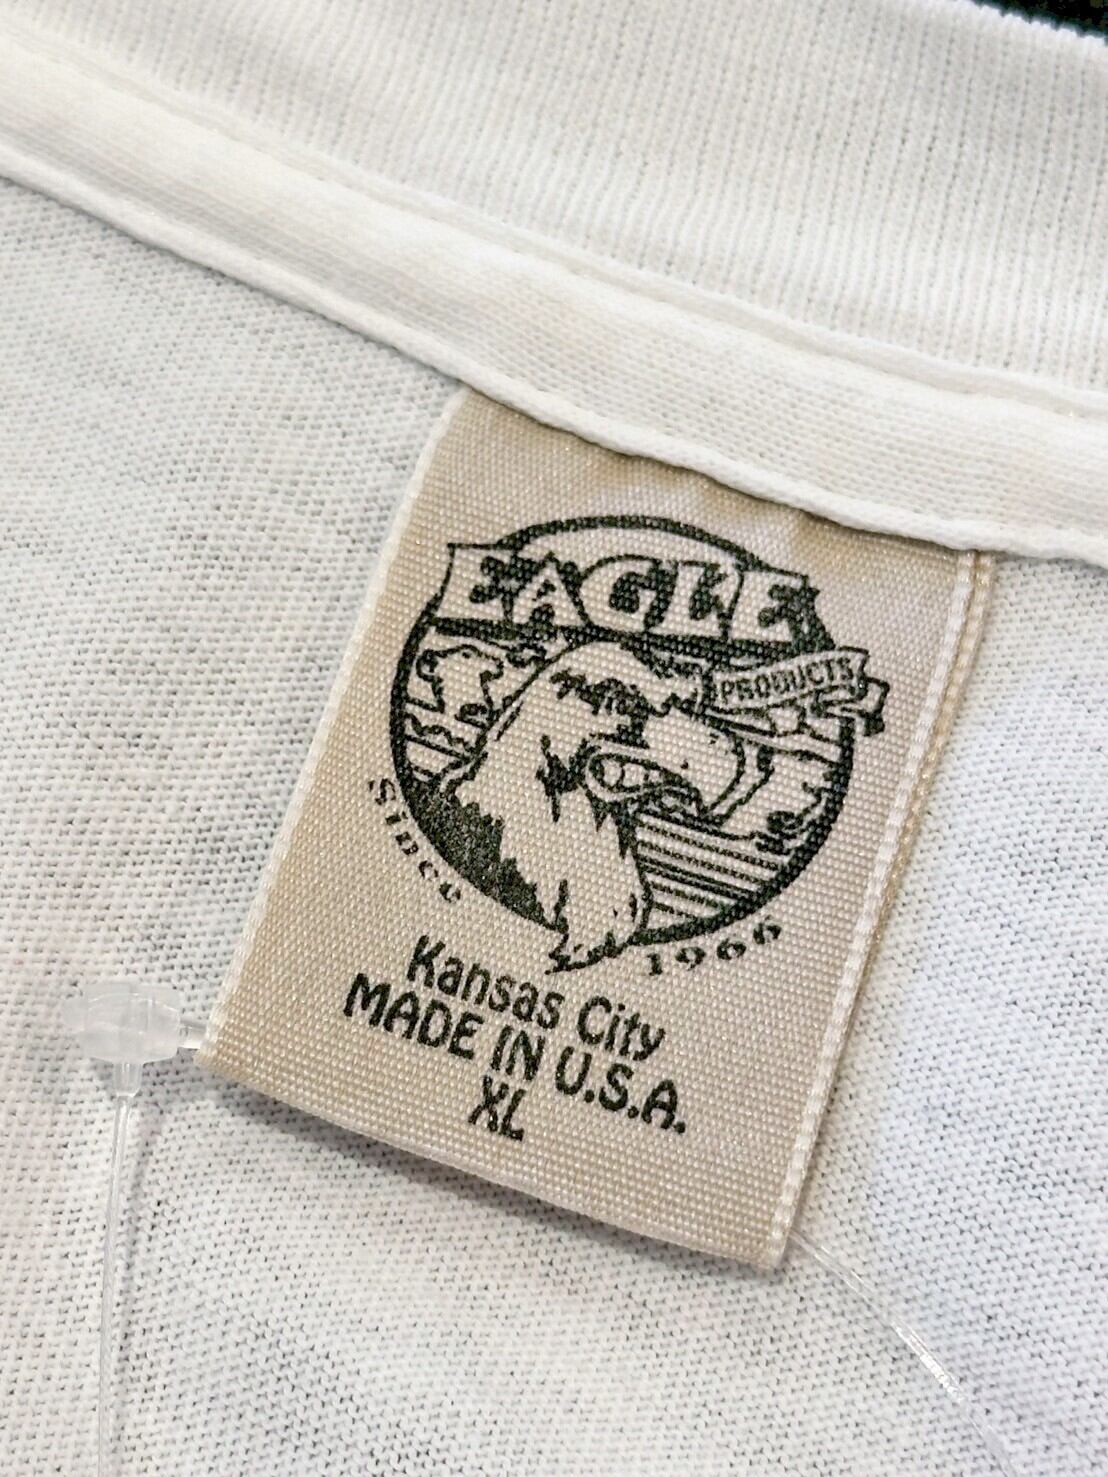 EAGLE
PRODUCTS
Since 1966
Kansas City
MADE IN U.S.A.
XL